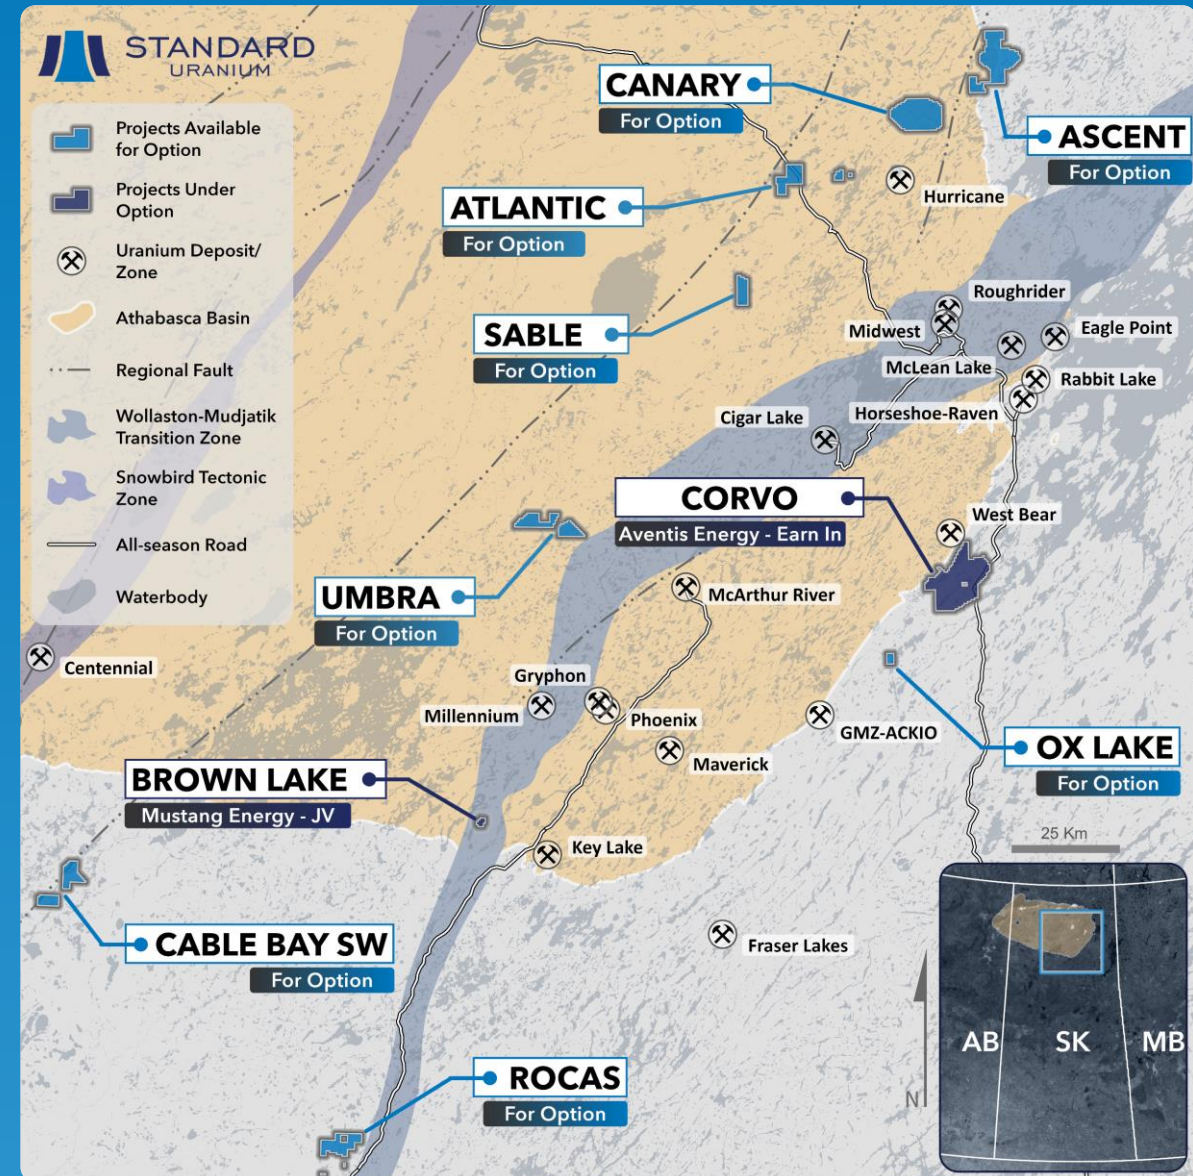 STANDARD
URANIUM
Projects Available
for Option
Projects Under
Option
Uranium Deposit/
Zone
Athabasca Basin
Regional Fault
Wollaston-Mudjatik
Transition Zone
Snowbird Tectonic
Zone
All-season Road
Waterbody
CANARY
For Option
ASCENT
For Option
ATLANTIC
For Option
Hurricane
SABLE
For Option
Roughrider
Midwest
Eagle Point
McLean Lake
Rabbit Lake
Horseshoe-Raven
Cigar Lake
CORVO
Aventis Energy - Earn In
West Bear
UMBRA
For Option
McArthur River
Centennial
Gryphon
Millennium
Phoenix
GMZ-ACKIO
Maverick
OX LAKE
For Option
BROWN LAKE
Mustang Energy - JV
Key Lake
25 Km
CABLE BAY SW
For Option
Fraser Lakes
ROCAS
For Option
N
AB
SK
MB